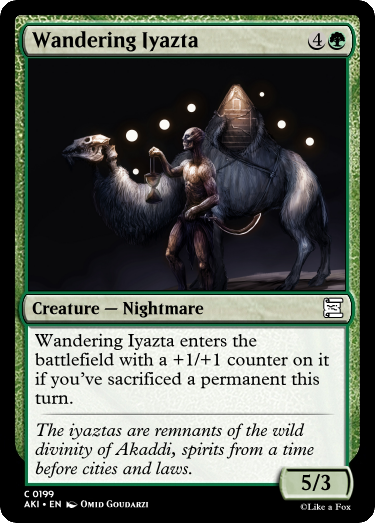 Wandering Iyazta 4
Creature — Nightmare
Wandering Iyazta enters the
battlefield with a +1/+1 counter on it
if you've sacrificed a permanent this
turn.
The iyaztas are remnants of the wild
divinity of Akaddi, spirits from a time
before cities and laws.
5/3
C 0199
AKI • EN Omid Goudarzi
©Like a Fox